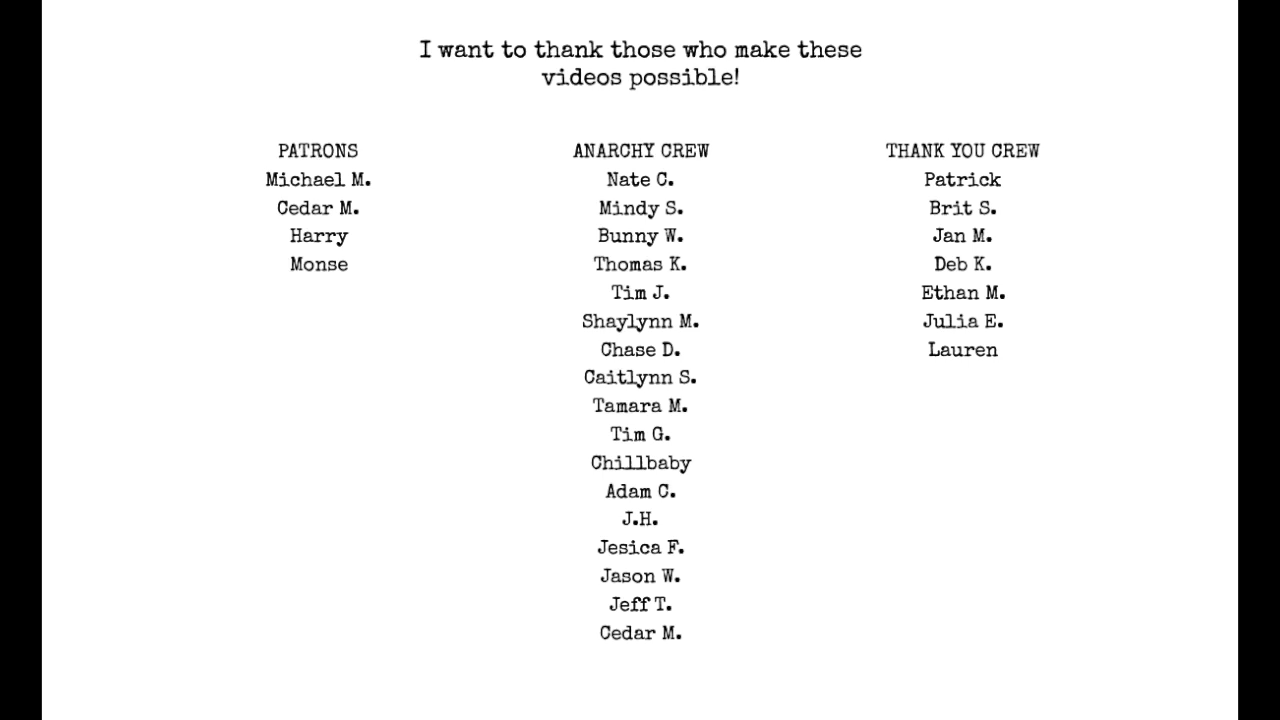 I want to thank those who make these
videos possible!
PATRONS
Michael M.
Cedar M.
Harry
Monse
ANARCHY CREW
Nate C.
Mindy S.
Bunny W.
Thomas K.
Tim J.
Shaylynn M.
Chase D.
Caitlynn S.
Tamara M.
Tim G.
Chillbaby
Adam C.
J.H.
Jesica F.
Jason W.
Jeff T.
Cedar M.
THANK YOU CREW
Patrick
Brit S.
Jan M.
Deb K.
Ethan M.
Julia E.
Lauren